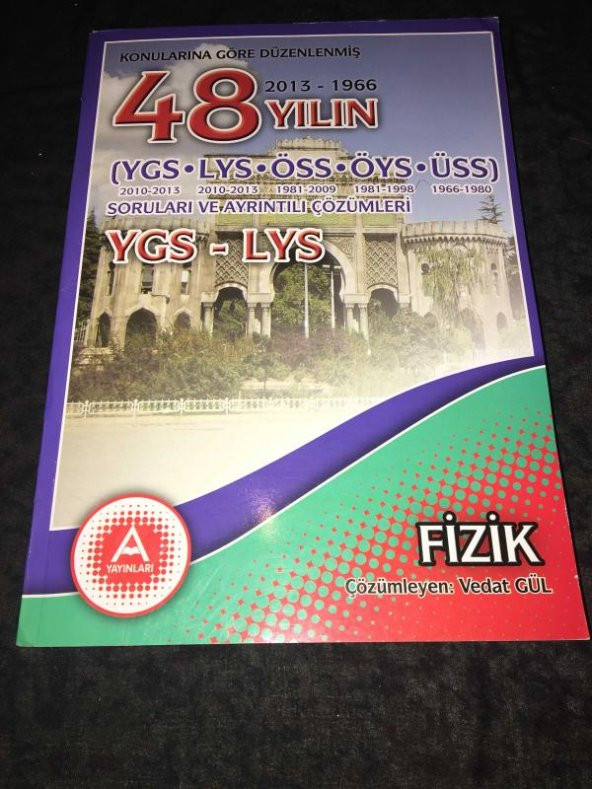 KONULARINA GÖRE DÜZENLENMİŞ
48 2013 - 1966
YILIN
(YGS • LYS • ÖSS • ÖYS • ÜSS)
2010-2013 2010-2013 1981-2009 1981-1998 1966-1980
SORULARI VE AYRINTILI ÇÖZÜMLERİ
YGS - LYS
A
YAYINLARI
FİZİK
Çözümleyen: Vedat GÜL